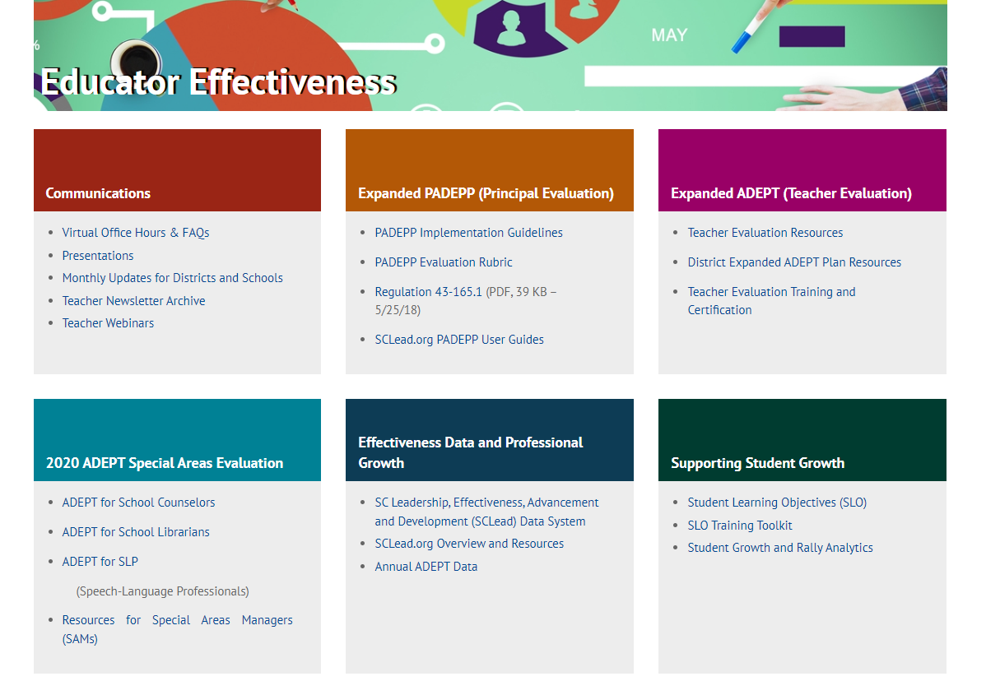 MAY
%
Educator Effectiveness
Communications
Virtual Office Hours & FAQs
Presentations
Monthly Updates for Districts and Schools
Teacher Newsletter Archive
Teacher Webinars
Expanded PADEPP (Principal Evaluation)
PADEPP Implementation Guidelines
PADEPP Evaluation Rubric
Regulation 43-165.1 (PDF, 39 KB –
5/25/18)
SCLead.org PADEPP User Guides
Expanded ADEPT (Teacher Evaluation)
Teacher Evaluation Resources
District Expanded ADEPT Plan Resources
Teacher Evaluation Training and
Certification
2020 ADEPT Special Areas Evaluation
ADEPT for School Counselors
ADEPT for School Librarians
ADEPT for SLP
(Speech-Language Professionals)
Resources for Special Areas Managers
(SAMs)
Effectiveness Data and Professional
Growth
SC Leadership, Effectiveness, Advancement
and Development (SCLead) Data System
SCLead.org Overview and Resources
Annual ADEPT Data
Supporting Student Growth
Student Learning Objectives (SLO)
SLO Training Toolkit
Student Growth and Rally Analytics